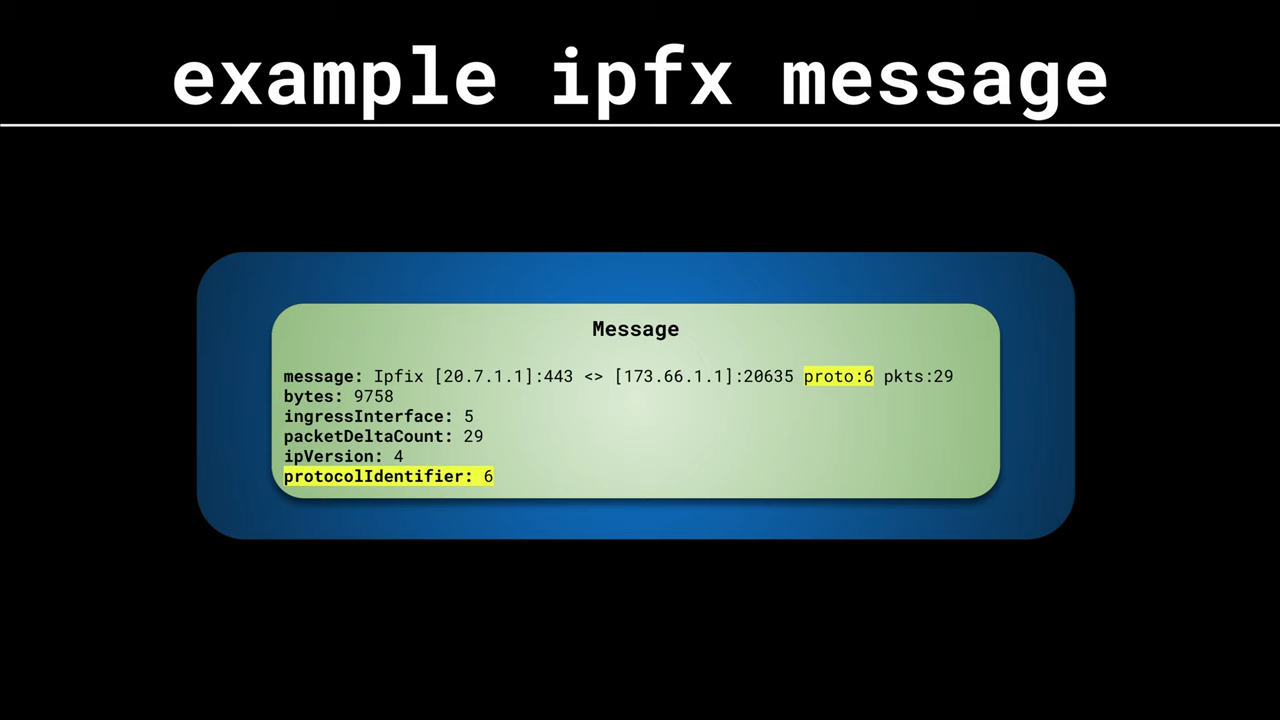 example ipfx message
Message
message: Ipfix [20.7.1.1]:443 <> [173.66.1.1]:20635 proto:6 pkts:29
bytes: 9758
ingressInterface: 5
packetDeltaCount: 29
ipVersion: 4
protocolIdentifier: 6